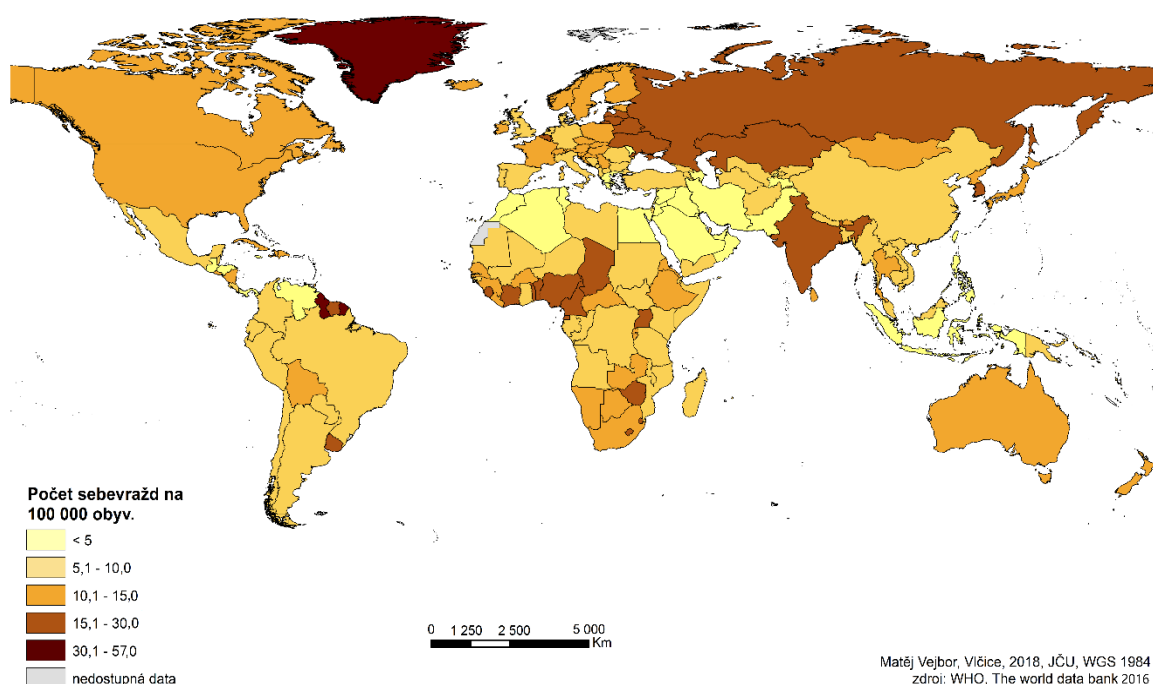 Počet sebevražd na
100 000 obyv.
< 5
5,1 - 10,0
10,1 - 15,0
15,1 - 30,0
30,1 - 57,0
nedostupná data
0 1 250 2 500 5 000
Km
Matěj Vejbor, Vlčice, 2018, JČU, WGS 1984
zdroj: WHO, The world data bank 2016